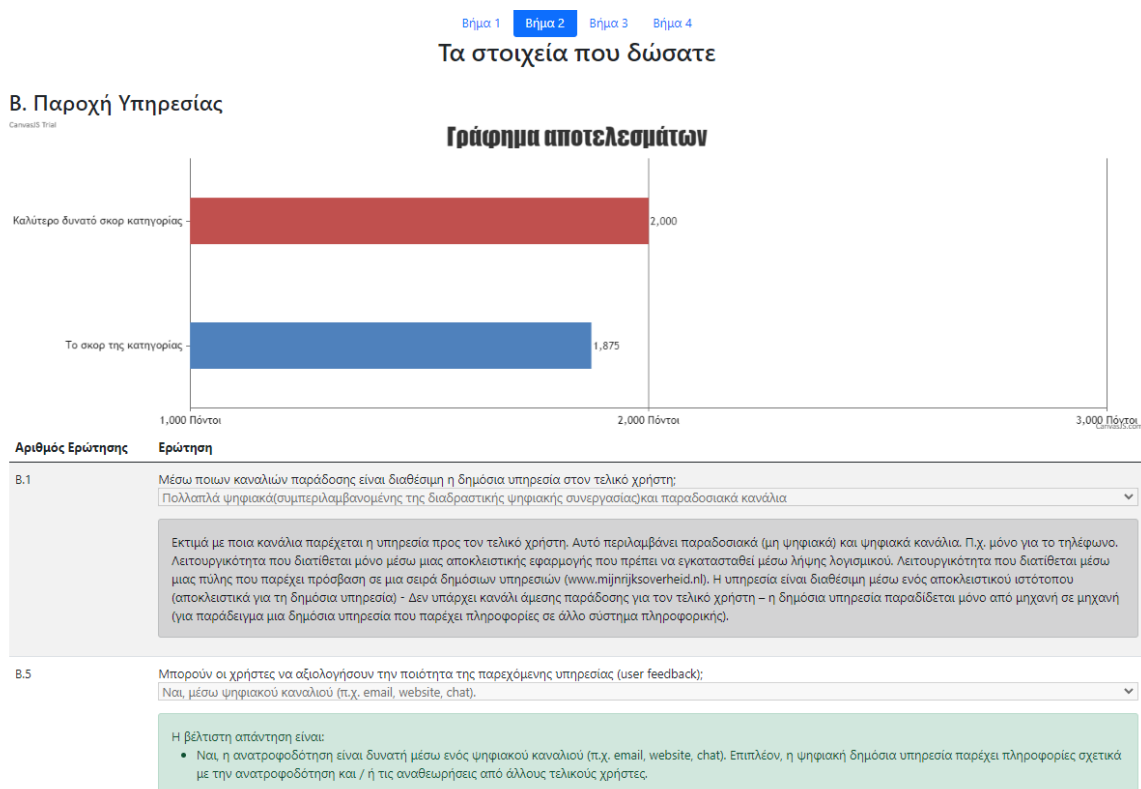 Βήμα 1 Βήμα 2 Βήμα 3 Βήμα 4
Τα στοιχεία που δώσατε
Β. Παροχή Υπηρεσίας
CanvasJS Trial
Γράφημα αποτελεσμάτων
Καλύτερο δυνατό σκορ κατηγορίας
2,000
Το σκορ της κατηγορίας
1,875
1,000 Πόντοι 2,000 Πόντοι 3,000 Πόντοι
CanvasJS.com
Αριθμός Ερώτησης Ερώτηση
B.1 Μέσω ποιων καναλιών παράδοσης είναι διαθέσιμη η δημόσια υπηρεσία στον τελικό χρήστη;
Πολλαπλά ψηφιακά(συμπεριλαμβανομένης της διαδραστικής ψηφιακής συνεργασίας)και παραδοσιακά κανάλια
Εκτιμά με ποια κανάλια παρέχεται η υπηρεσία προς τον τελικό χρήστη. Αυτό περιλαμβάνει παραδοσιακά (μη ψηφιακά) και ψηφιακά κανάλια. Π.χ. μόνο για το τηλέφωνο.
Λειτουργικότητα που διατίθεται μόνο μέσω μιας αποκλειστικής εφαρμογής που πρέπει να εγκατασταθεί μέσω λήψης λογισμικού. Λειτουργικότητα που διατίθεται μέσω
μιας πύλης που παρέχει πρόσβαση σε μια σειρά δημόσιων υπηρεσιών (www.mijnrijksoverheid.nl). Η υπηρεσία είναι διαθέσιμη μέσω ενός αποκλειστικού ιστότοπου
(αποκλειστικά για τη δημόσια υπηρεσία) - Δεν υπάρχει κανάλι άμεσης παράδοσης για τον τελικό χρήστη – η δημόσια υπηρεσία παραδίδεται μόνο από μηχανή σε μηχανή
(για παράδειγμα μια δημόσια υπηρεσία που παρέχει πληροφορίες σε άλλο σύστημα πληροφορικής).
B.5 Μπορούν οι χρήστες να αξιολογήσουν την ποιότητα της παρεχόμενης υπηρεσίας (user feedback);
Ναι, μέσω ψηφιακού καναλιού (π.χ. email, website, chat).
Η βέλτιστη απάντηση είναι:
• Ναι, η ανατροφοδότηση είναι δυνατή μέσω ενός ψηφιακού καναλιού (π.χ. email, website, chat). Επιπλέον, η ψηφιακή δημόσια υπηρεσία παρέχει πληροφορίες σχετικά
με την ανατροφοδότηση και / ή τις αναθεωρήσεις από άλλους τελικούς χρήστες.